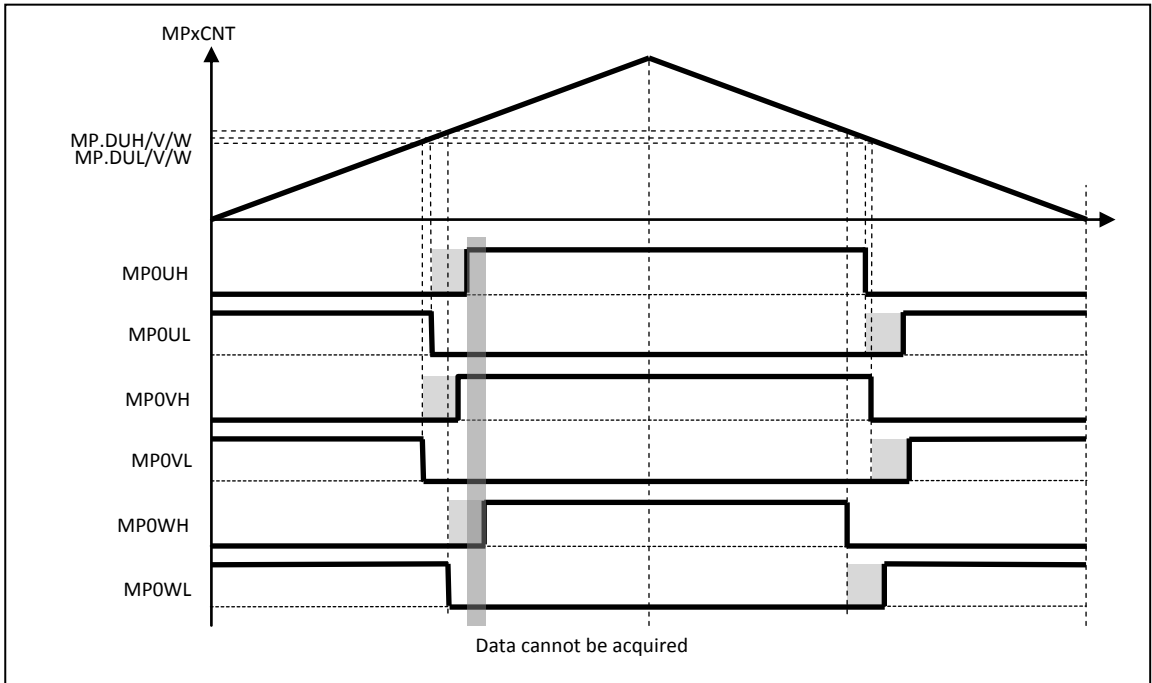 MPxCNT
MP.DUH/V/W
MP.DUL/V/W
MP0UH
MP0UL
MP0VH
MP0VL
MP0WH
MP0WL
Data cannot be acquired